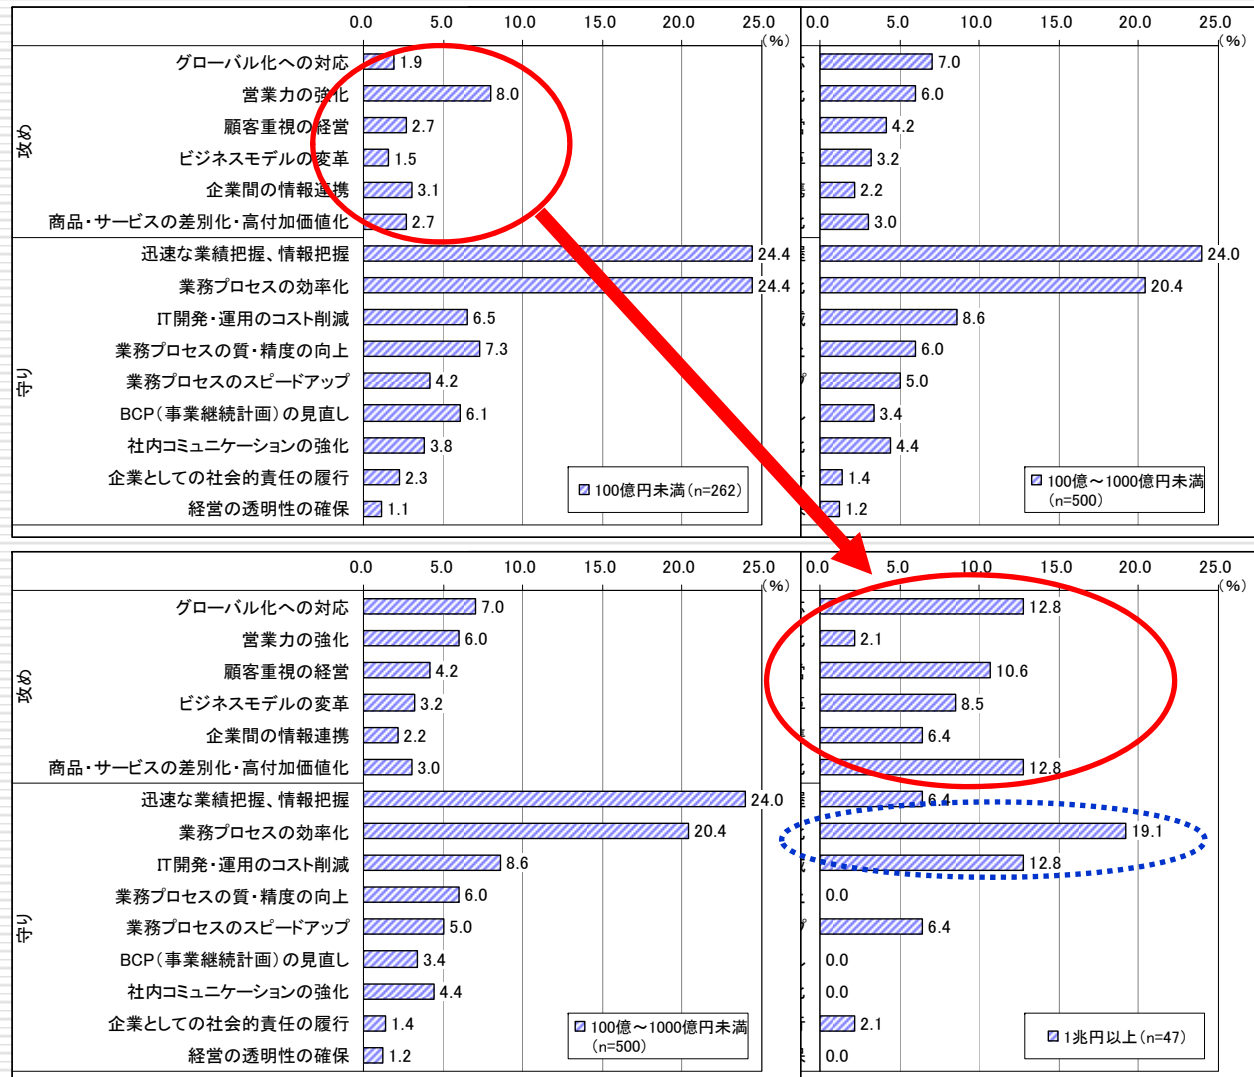 0.0 5.0 10.0 15.0 20.0 25.0
(%)
0.0 5.0 10.0 15.0 20.0 25.0
(%)
攻め
グローバル化への対応 1.9 7.0
営業力の強化 8.0 6.0
顧客重視の経営 2.7 4.2
ビジネスモデルの変革 1.5 3.2
企業間の情報連携 3.1 2.2
商品・サービスの差別化・高付加価値化 2.7 3.0
守り
迅速な業績把握、情報把握 24.4 24.0
業務プロセスの効率化 24.4 20.4
IT開発・運用のコスト削減 6.5 8.6
業務プロセスの質・精度の向上 7.3 6.0
業務プロセスのスピードアップ 4.2 5.0
BCP(事業継続計画)の見直し 6.1 3.4
社内コミュニケーションの強化 3.8 4.4
企業としての社会的責任の履行 2.3 1.4
経営の透明性の確保 1.1 1.2
100億円未満(n=262)
100億~1000億円未満
(n=500)
0.0 5.0 10.0 15.0 20.0 25.0
(%)
0.0 5.0 10.0 15.0 20.0 25.0
(%)
攻め
グローバル化への対応 7.0 12.8
営業力の強化 6.0 2.1
顧客重視の経営 4.2 10.6
ビジネスモデルの変革 3.2 8.5
企業間の情報連携 2.2 6.4
商品・サービスの差別化・高付加価値化 3.0 12.8
守り
迅速な業績把握、情報把握 24.0 6.4
業務プロセスの効率化 20.4 19.1
IT開発・運用のコスト削減 8.6 12.8
業務プロセスの質・精度の向上 6.0 0.0
業務プロセスのスピードアップ 5.0 6.4
BCP(事業継続計画)の見直し 3.4 0.0
社内コミュニケーションの強化 4.4 0.0
企業としての社会的責任の履行 1.4 2.1
経営の透明性の確保 1.2 0.0
100億~1000億円未満
(n=500)
1兆円以上(n=47)